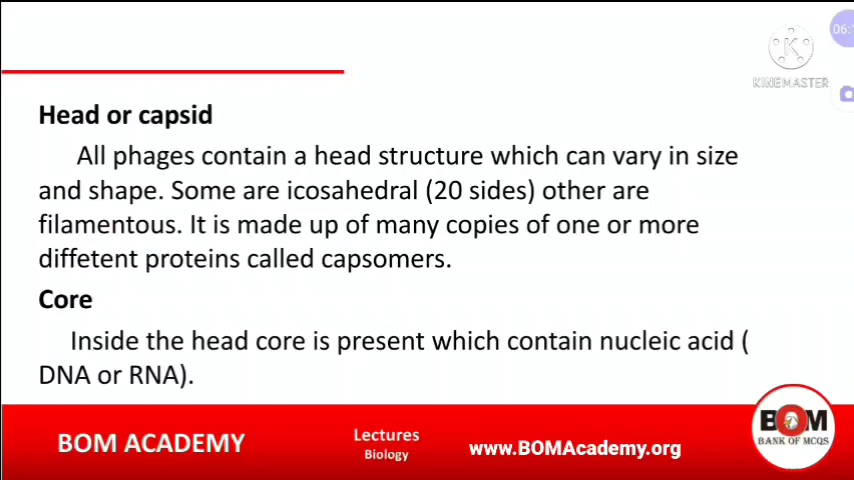 06:
KINEMASTER
Head or capsid
All phages contain a head structure which can vary in size
and shape. Some are icosahedral (20 sides) other are
filamentous. It is made up of many copies of one or more
diffetent proteins called capsomers.
Core
Inside the head core is present which contain nucleic acid (
DNA or RNA).
BOM ACADEMY
Lectures
Biology
www.BOMAcademy.org
BOM
BANK OF MCQS